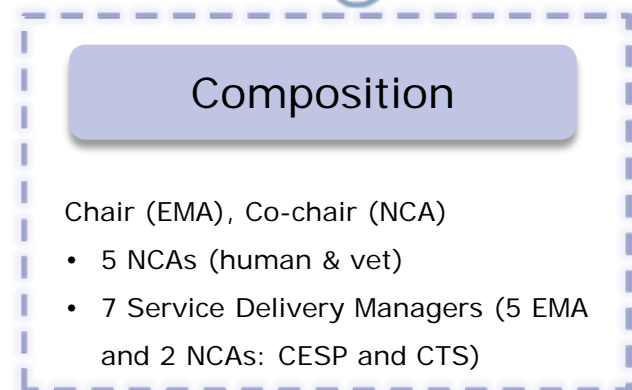 Composition
Chair (EMA), Co-chair (NCA)
• 5 NCAs (human & vet)
• 7 Service Delivery Managers (5 EMA
and 2 NCAs: CESP and CTS)